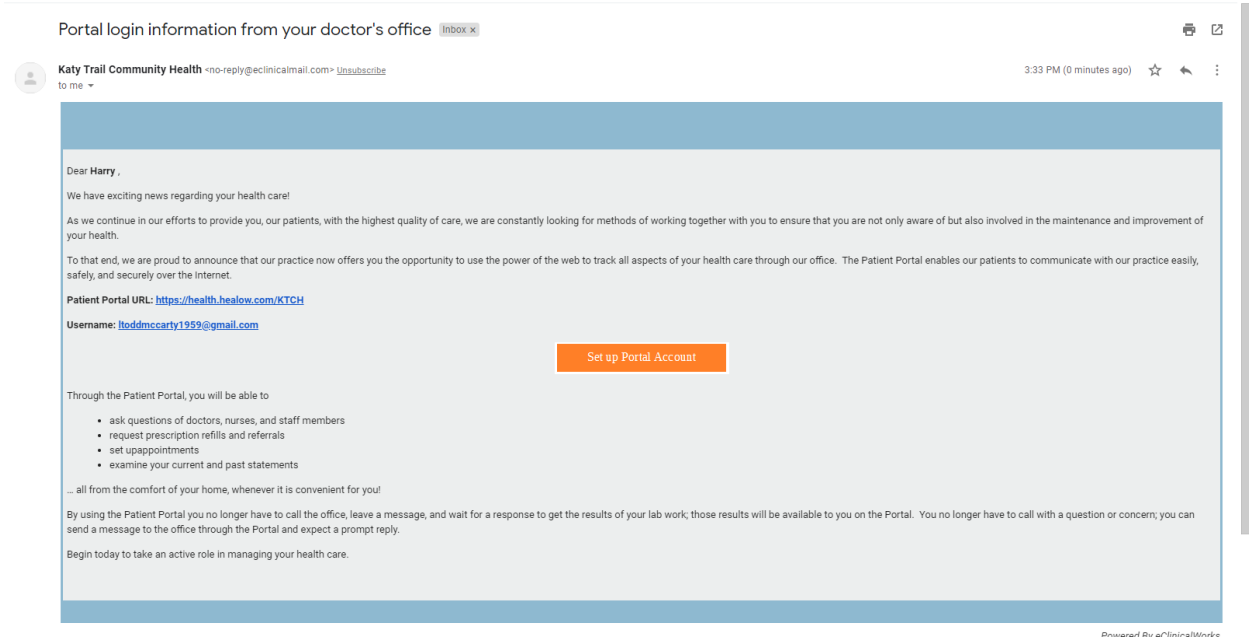 Portal login information from your doctor's office Inbox x
Katy Trail Community Health <no-reply@eclinicalmail.com> Unsubscribe
3:33 PM (0 minutes ago)
to me
Dear Harry ,
We have exciting news regarding your health care!
As we continue in our efforts to provide you, our patients, with the highest quality of care, we are constantly looking for methods of working together with you to ensure that you are not only aware of but also involved in the maintenance and improvement of
your health.
To that end, we are proud to announce that our practice now offers you the opportunity to use the power of the web to track all aspects of your health care through our office. The Patient Portal enables our patients to communicate with our practice easily,
safely, and securely over the Internet.
Patient Portal URL: https://health.healow.com/KTCH
Username: ltoddmccarty1959@gmail.com
Set up Portal Account
Through the Patient Portal, you will be able to
• ask questions of doctors, nurses, and staff members
• request prescription refills and referrals
• set upappointments
• examine your current and past statements
... all from the comfort of your home, whenever it is convenient for you!
By using the Patient Portal you no longer have to call the office, leave a message, and wait for a response to get the results of your lab work; those results will be available to you on the Portal. You no longer have to call with a question or concern; you can
send a message to the office through the Portal and expect a prompt reply.
Begin today to take an active role in managing your health care.
Powered By eClinicalWorks